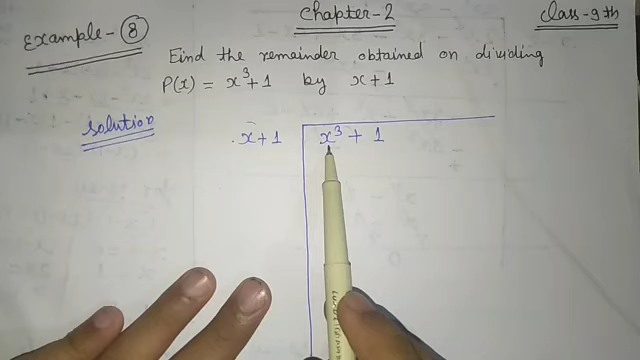 Chapter-2
Class-9th
Example-8
Find the remainder obtained on dividing
P(x) = x³+1 by x+1
Solution
x+1
x³ + 1